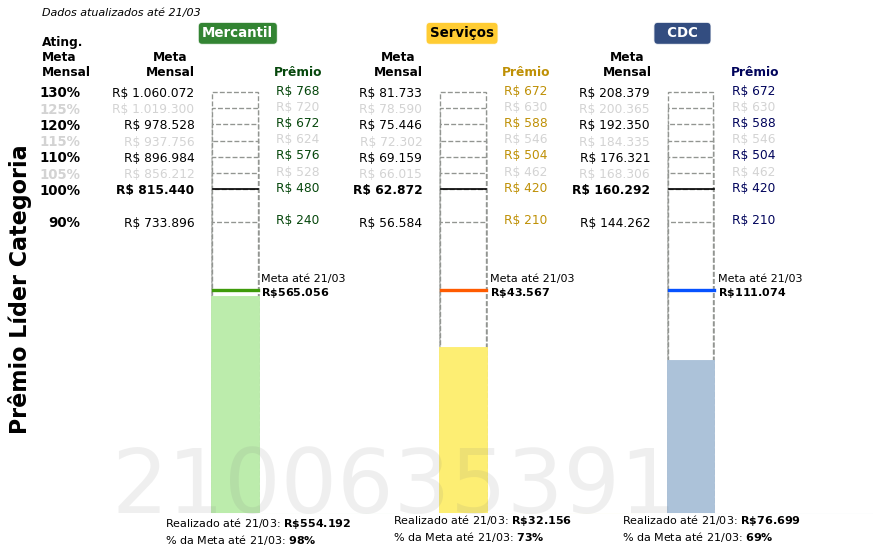 Dados atualizados até 21/03
Mercantil Serviços CDC
Ating. Meta Mensal Meta Mensal Prêmio Meta Mensal Prêmio Meta Mensal Prêmio
130% R$ 1.060.072 R$ 768 R$ 81.733 R$ 672 R$ 208.379 R$ 672
125% R$ 1.019.300 R$ 720 R$ 78.590 R$ 630 R$ 200.365 R$ 630
120% R$ 978.528 R$ 672 R$ 75.446 R$ 588 R$ 192.350 R$ 588
115% R$ 937.756 R$ 624 R$ 72.302 R$ 546 R$ 184.335 R$ 546
110% R$ 896.984 R$ 576 R$ 69.159 R$ 504 R$ 176.321 R$ 504
105% R$ 856.212 R$ 528 R$ 66.015 R$ 462 R$ 168.306 R$ 462
100% R$ 815.440 R$ 480 R$ 62.872 R$ 420 R$ 160.292 R$ 420
90% R$ 733.896 R$ 240 R$ 56.584 R$ 210 R$ 144.262 R$ 210
Prêmio Líder Categoria
Meta até 21/03 Meta até 21/03 Meta até 21/03
R$565.056 R$43.567 R$111.074
2100635391
Realizado até 21/03: R$554.192 Realizado até 21/03: R$32.156 Realizado até 21/03: R$76.699
% da Meta até 21/03: 98% % da Meta até 21/03: 73% % da Meta até 21/03: 69%